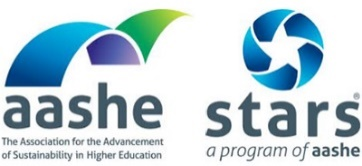 aashe
The Association for the Advancement
of Sustainability in Higher Education
stars®
a program of aashe